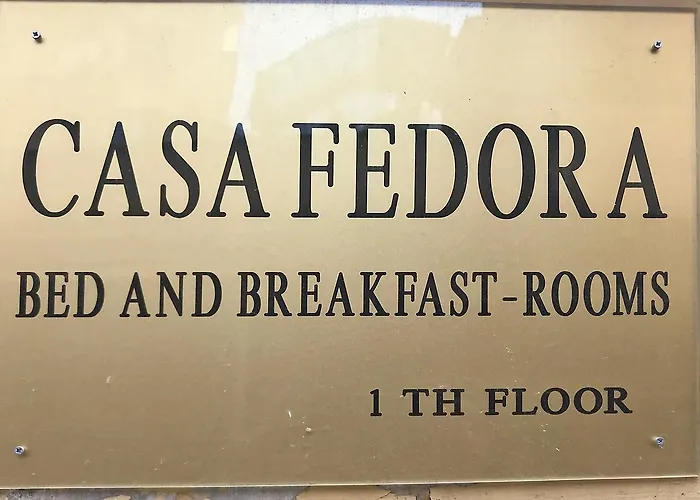 CASA FEDORA
BED AND BREAKFAST-ROOMS
1 TH FLOOR